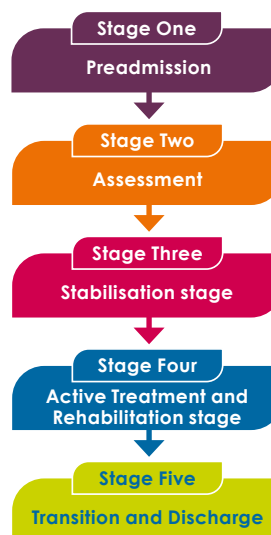 Stage One
Preadmission
Stage Two
Assessment
Stage Three
Stabilisation stage
Stage Four
Active Treatment and
Rehabilitation stage
Stage Five
Transition and Discharge